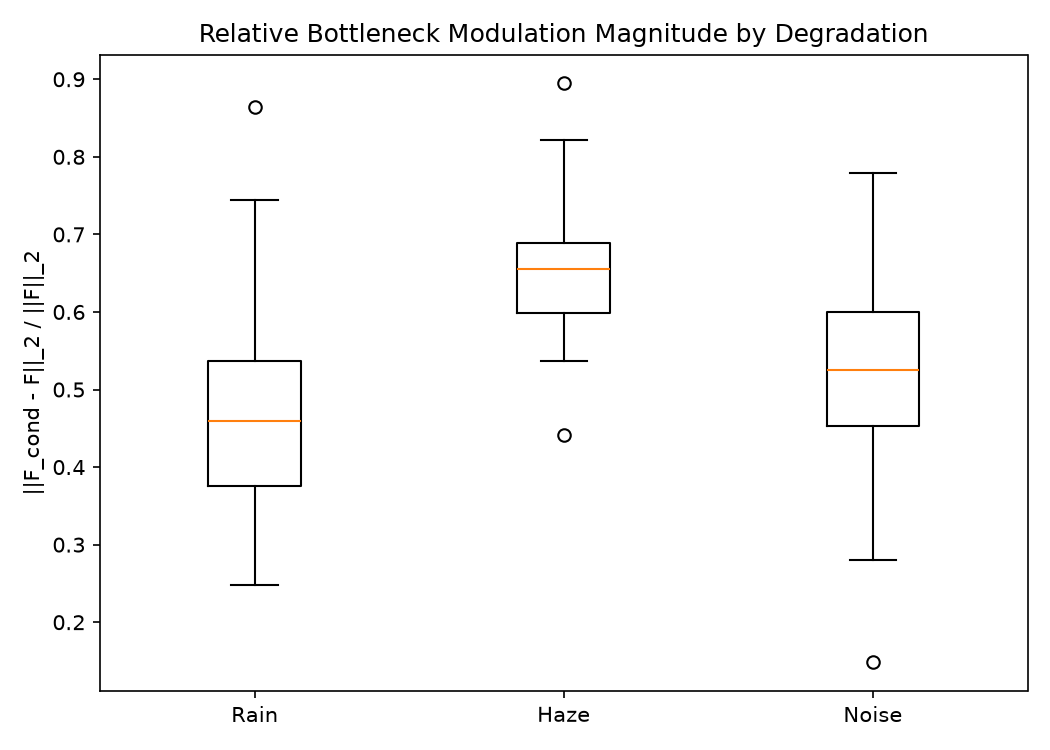 Relative Bottleneck Modulation Magnitude by Degradation
||F_cond - F||_2 / ||F||_2
0.9
0.8
0.7
0.6
0.5
0.4
0.3
0.2
Rain Haze Noise